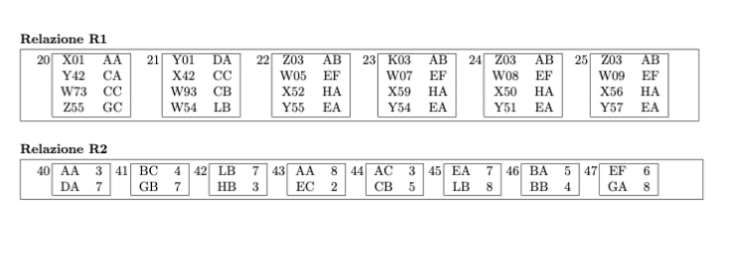 Relazione R1
20 X01 AA 21 Y01 DA 22 Z03 AB 23 K03 AB 24 Z03 AB 25 Z03 AB
Y42 CA X42 CC W05 EF W07 EF W08 EF W09 EF
W73 CC W93 CB X52 HA X59 HA X50 HA X56 HA
Z55 GC W54 LB Y55 EA Y54 EA Y51 EA Y57 EA
Relazione R2
40 AA 3 41 BC 4 42 LB 7 43 AA 8 44 AC 3 45 EA 7 46 BA 5 47 EF 6
DA 7 GB 7 HB 3 EC 2 CB 5 LB 8 BB 4 GA 8